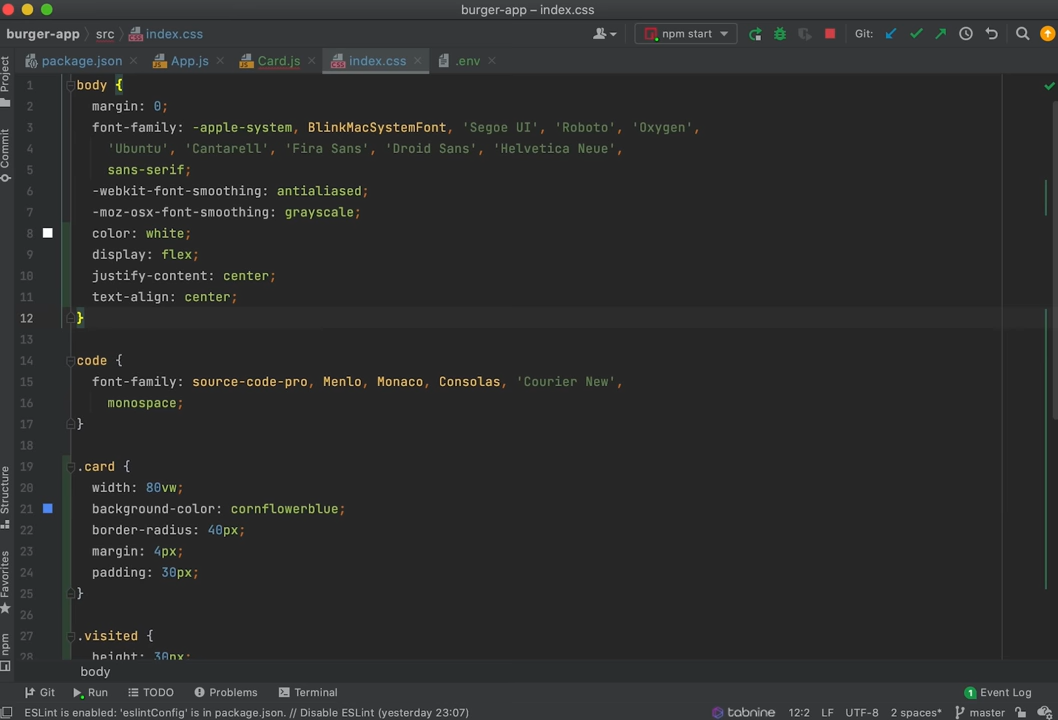 burger-app – index.css
burger-app src index.css npm start Git:
package.json App.js Card.js index.css .env
Project
Commit
Structure
Favorites
npm
1 body {
2 margin: 0;
3 font-family: -apple-system, BlinkMacSystemFont, 'Segoe UI', 'Roboto', 'Oxygen',
4 'Ubuntu', 'Cantarell', 'Fira Sans', 'Droid Sans', 'Helvetica Neue',
5 sans-serif;
6 -webkit-font-smoothing: antialiased;
7 -moz-osx-font-smoothing: grayscale;
8 color: white;
9 display: flex;
10 justify-content: center;
11 text-align: center;
12 }
13
14 code {
15 font-family: source-code-pro, Menlo, Monaco, Consolas, 'Courier New',
16 monospace;
17 }
18
19 .card {
20 width: 80vw;
21 background-color: cornflowerblue;
22 border-radius: 40px;
23 margin: 4px;
24 padding: 30px;
25 }
26
27 .visited {
28 height: 30px;
body
Git Run TODO Problems Terminal 1 Event Log
ESLint is enabled: 'eslintConfig' is in package.json. // Disable ESLint (yesterday 23:07) tabnine 12:2 LF UTF-8 2 spaces* master